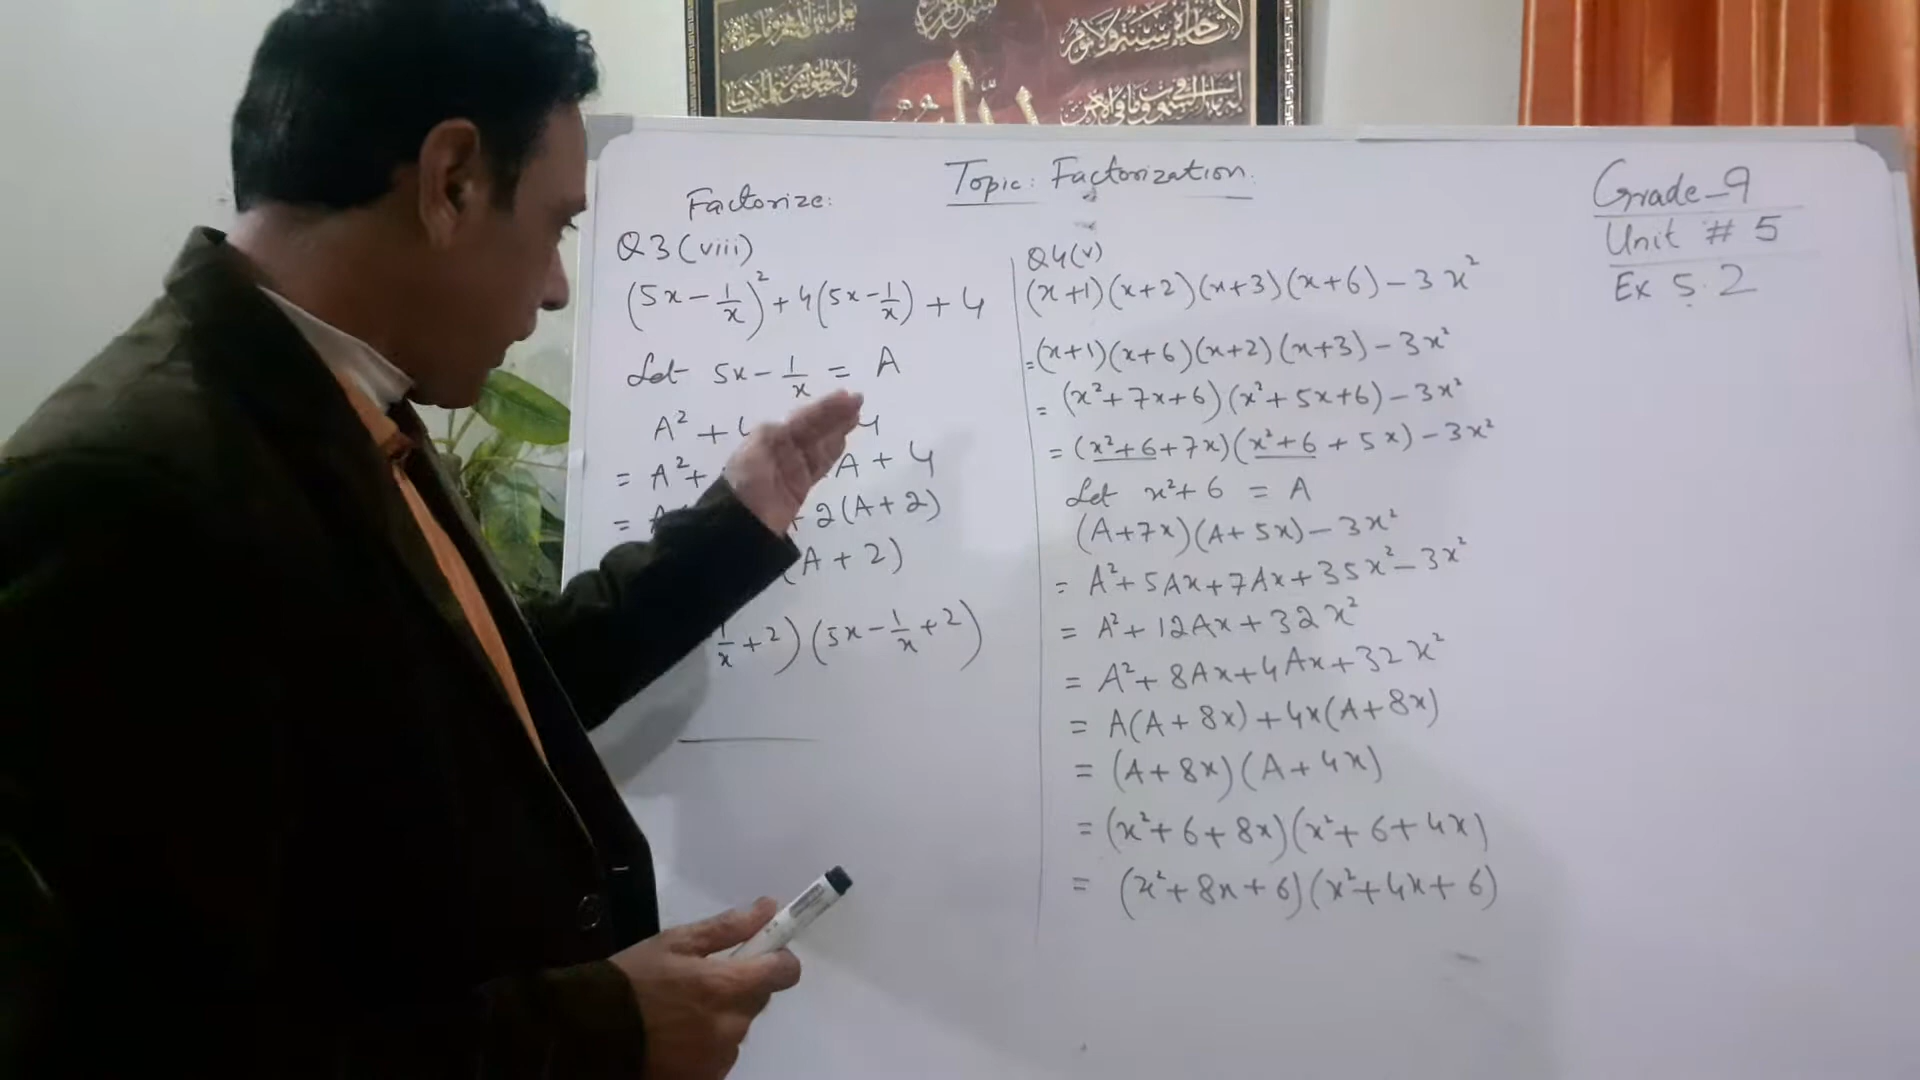 Topic: Factorization.
Grade-9
Unit # 5
Ex 5.2
Factorize:
Q3(viii)
(5x - 1/x)² + 4(5x - 1/x) + 4
Let 5x - 1/x = A
A² + 4
= A² + A + 4
= + 2(A + 2)
(A + 2)
1/x + 2)(5x - 1/x + 2)
Q4(v)
(x+1)(x+2)(x+3)(x+6) - 3x²
=(x+1)(x+6)(x+2)(x+3) - 3x²
= (x²+7x+6)(x²+5x+6) - 3x²
= (x²+6+7x)(x²+6+5x) - 3x²
Let x²+6 = A
(A+7x)(A+5x) - 3x²
= A²+5Ax+7Ax+35x²-3x²
= A²+12Ax+32x²
= A²+8Ax+4Ax+32x²
= A(A+8x)+4x(A+8x)
= (A+8x)(A+4x)
= (x²+6+8x)(x²+6+4x)
= (x²+8x+6)(x²+4x+6)